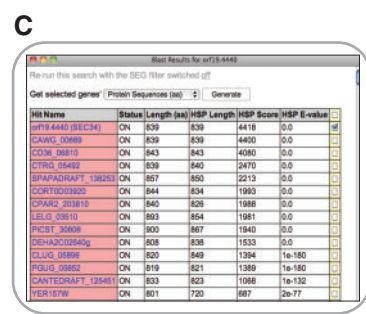 C
Blast Results for orf19.4440
Re-run this search with the SEG filter switched off
Get selected genes' Protein Sequences (aa) Generate
Hit Name Status Length (aa) HSP Length HSP Score HSP E-value
orf19.4440 (SEC34) ON 839 839 4418 0.0
CAWG_00889 ON 839 839 4400 0.0
CD36_06810 ON 843 843 4080 0.0
CTRG_05492 ON 839 840 2470 0.0
SPAPADRAFT_138253 ON 857 850 2213 0.0
CORT0D03920 ON 844 834 1993 0.0
CPAR2_203810 ON 840 826 1988 0.0
LELG_03510 ON 893 854 1981 0.0
PICST_30806 ON 900 867 1940 0.0
DEHA2C02640g ON 808 838 1533 0.0
CLUG_05896 ON 820 849 1394 1e-180
PGUG_05852 ON 819 821 1389 1e-180
CANTEDRAFT_125451 ON 833 823 1068 1e-132
YER157W ON 801 720 687 2e-77